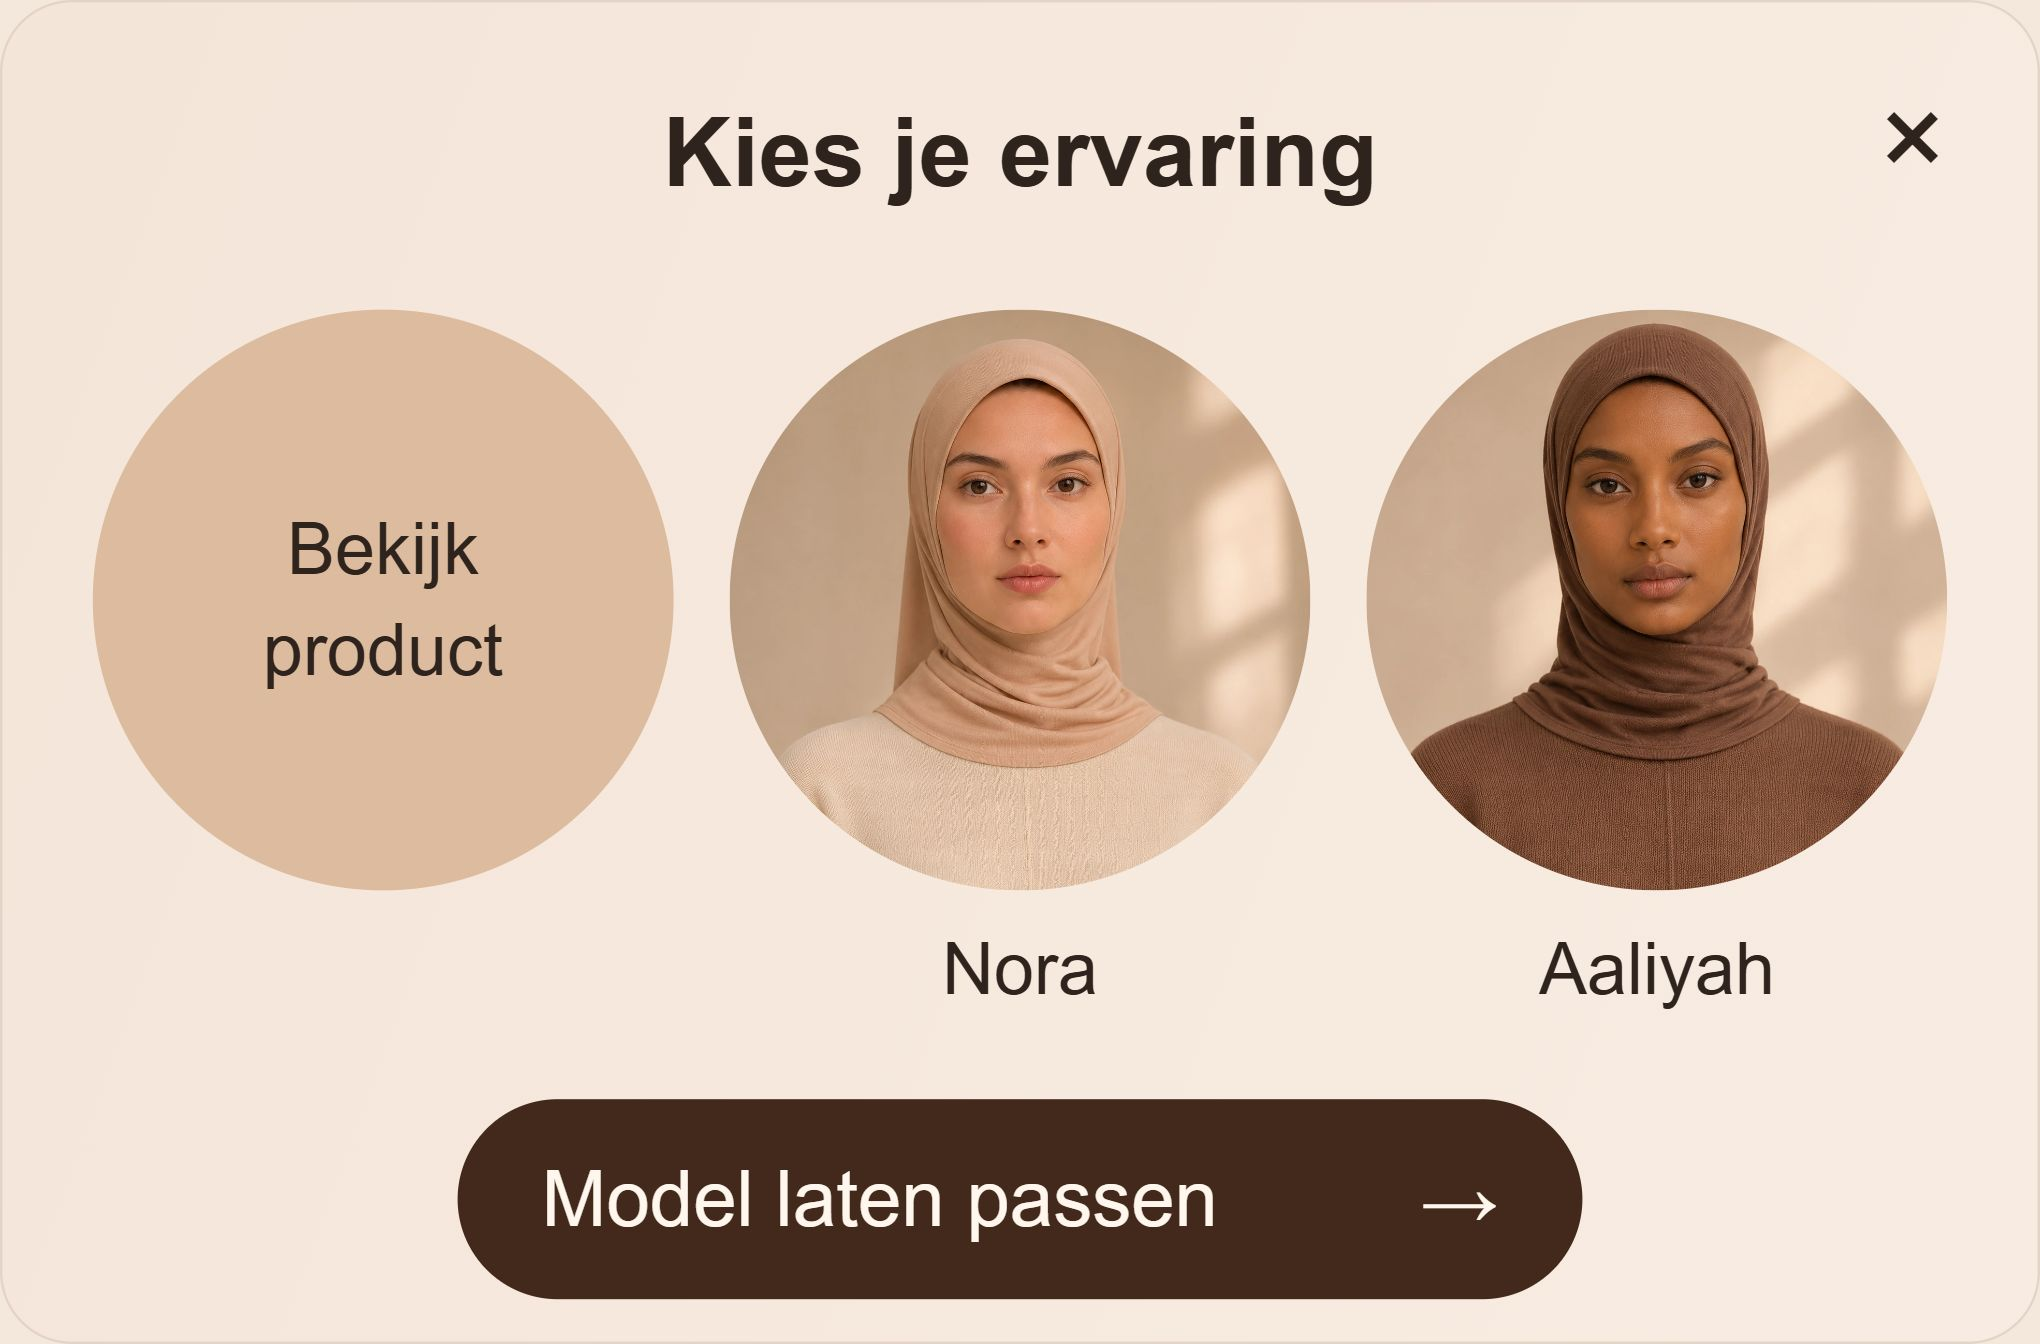 Kies je ervaring
×
Bekijk
product
Nora
Aaliyah
Model laten passen →